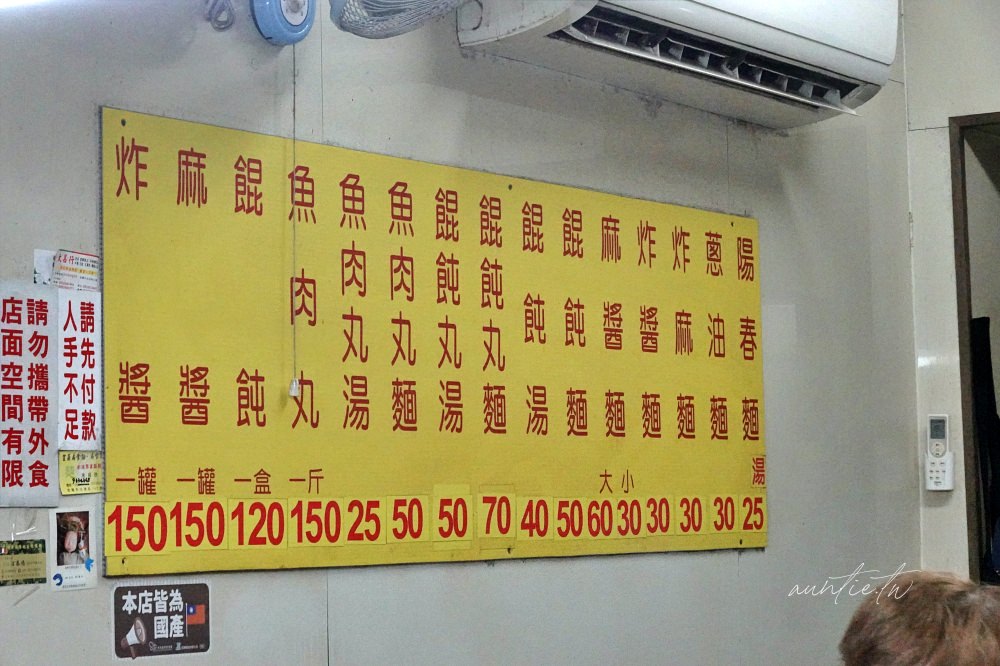 陽春麵 湯 25
蔥油麵 30
炸麻麵 30
炸醬麵 30
麻醬麵 大 小 60 30
餛飩麵 50
餛飩湯 40
餛飩丸麵 70
餛飩丸湯 50
魚肉丸麵 50
魚肉丸湯 25
魚肉丸 一斤 150
餛飩 一盒 120
麻醬 一罐 150
炸醬 一罐 150
請先付款
人手不足
請勿攜帶外食
店面空間有限
本店皆為
國產
auntie.tw